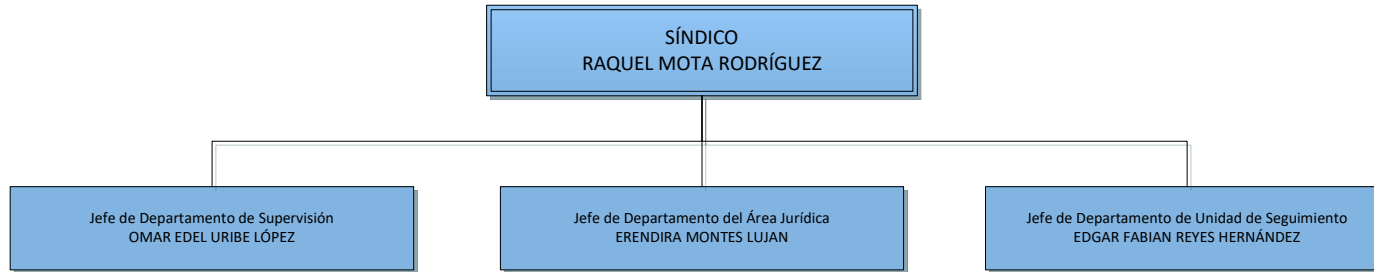 SÍNDICO
RAQUEL MOTA RODRÍGUEZ
Jefe de Departamento de Supervisión
OMAR EDEL URIBE LÓPEZ
Jefe de Departamento del Área Jurídica
ERENDIRA MONTES LUJAN
Jefe de Departamento de Unidad de Seguimiento
EDGAR FABIAN REYES HERNÁNDEZ